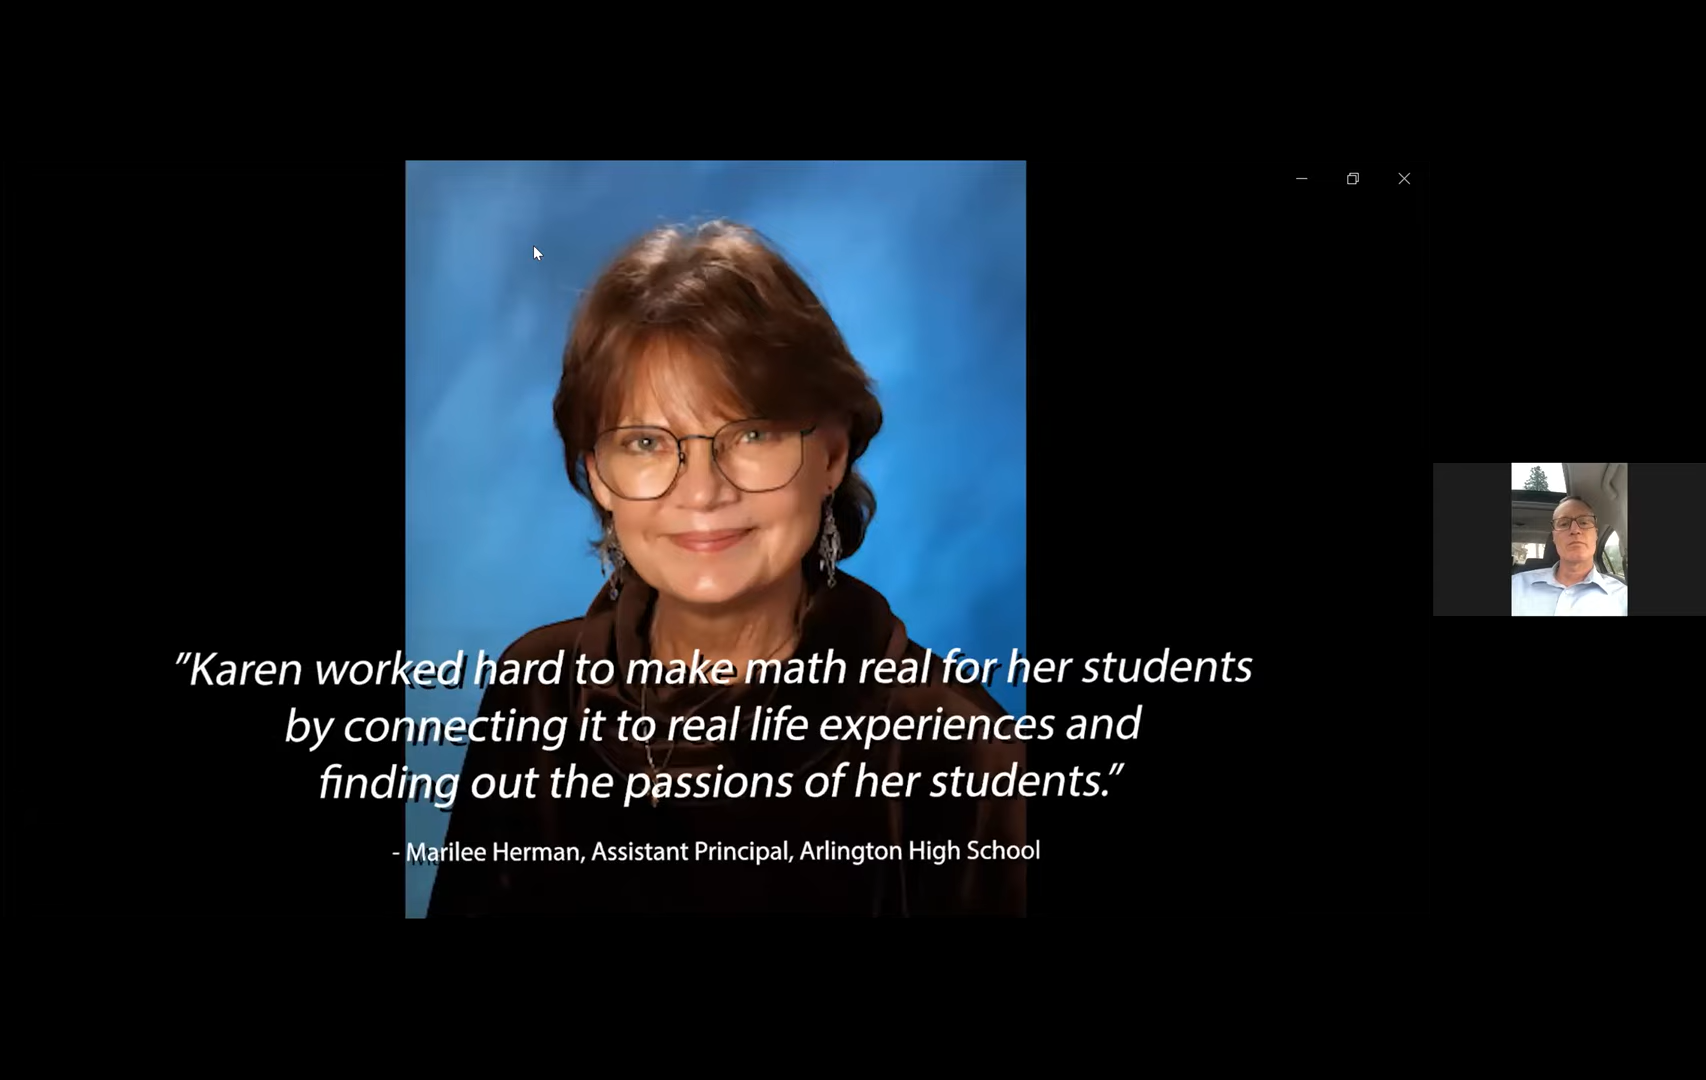 "Karen worked hard to make math real for her students
by connecting it to real life experiences and
finding out the passions of her students."
- Marilee Herman, Assistant Principal, Arlington High School